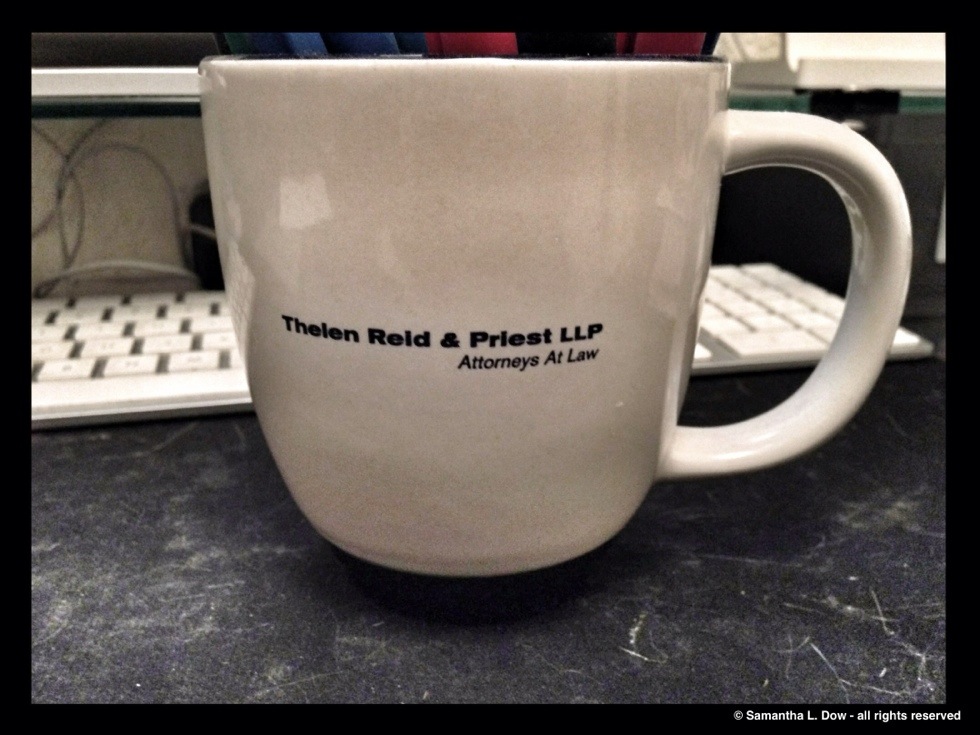 Thelen Reid & Priest LLP
Attorneys At Law
© Samantha L. Dow - all rights reserved